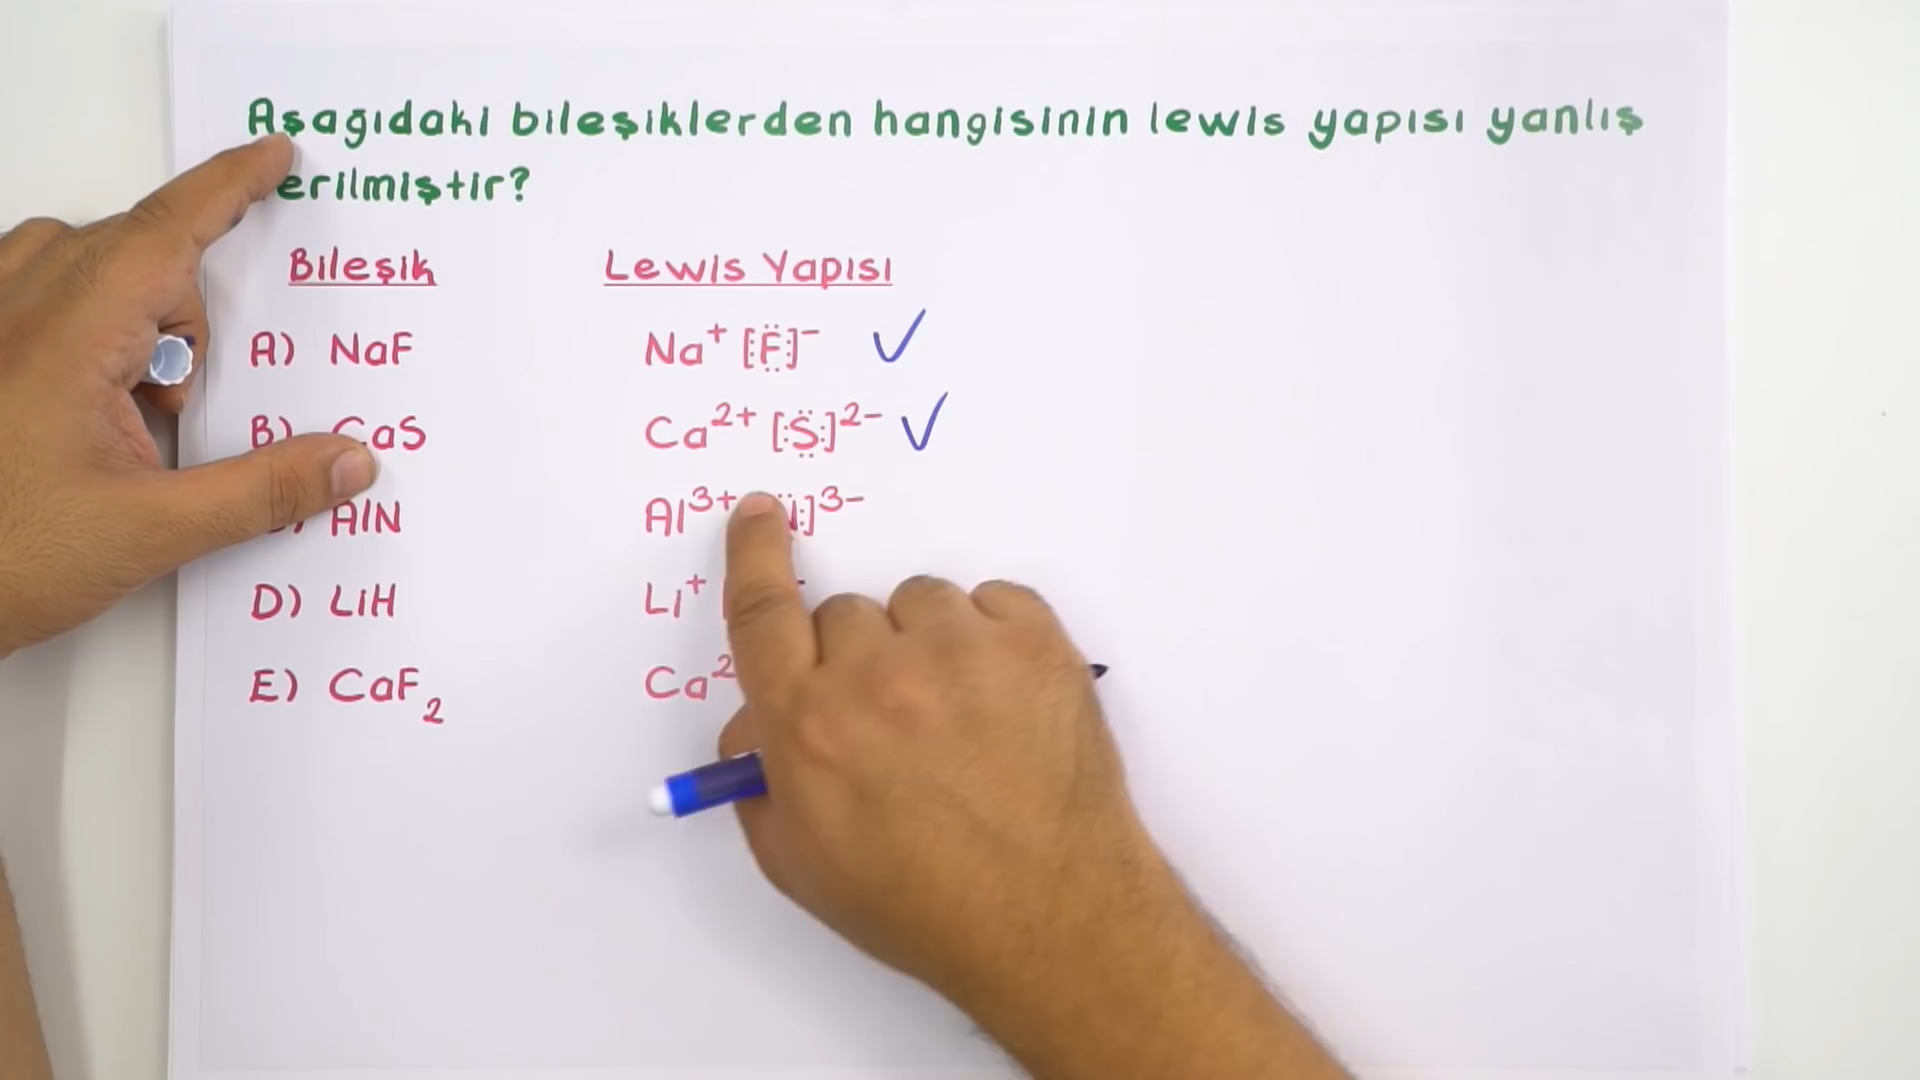 Aşağıdaki bileşiklerden hangisinin lewis yapısı yanlış
erilmiştir?
Bileşik Lewis Yapısı
A) NaF Na⁺ [:F̤̈:]⁻ ✓
B) CaS Ca²⁺ [:S̤̈:]²⁻ ✓
AlN Al³⁺ :]³⁻
D) LiH Li⁺
E) CaF₂ Ca²